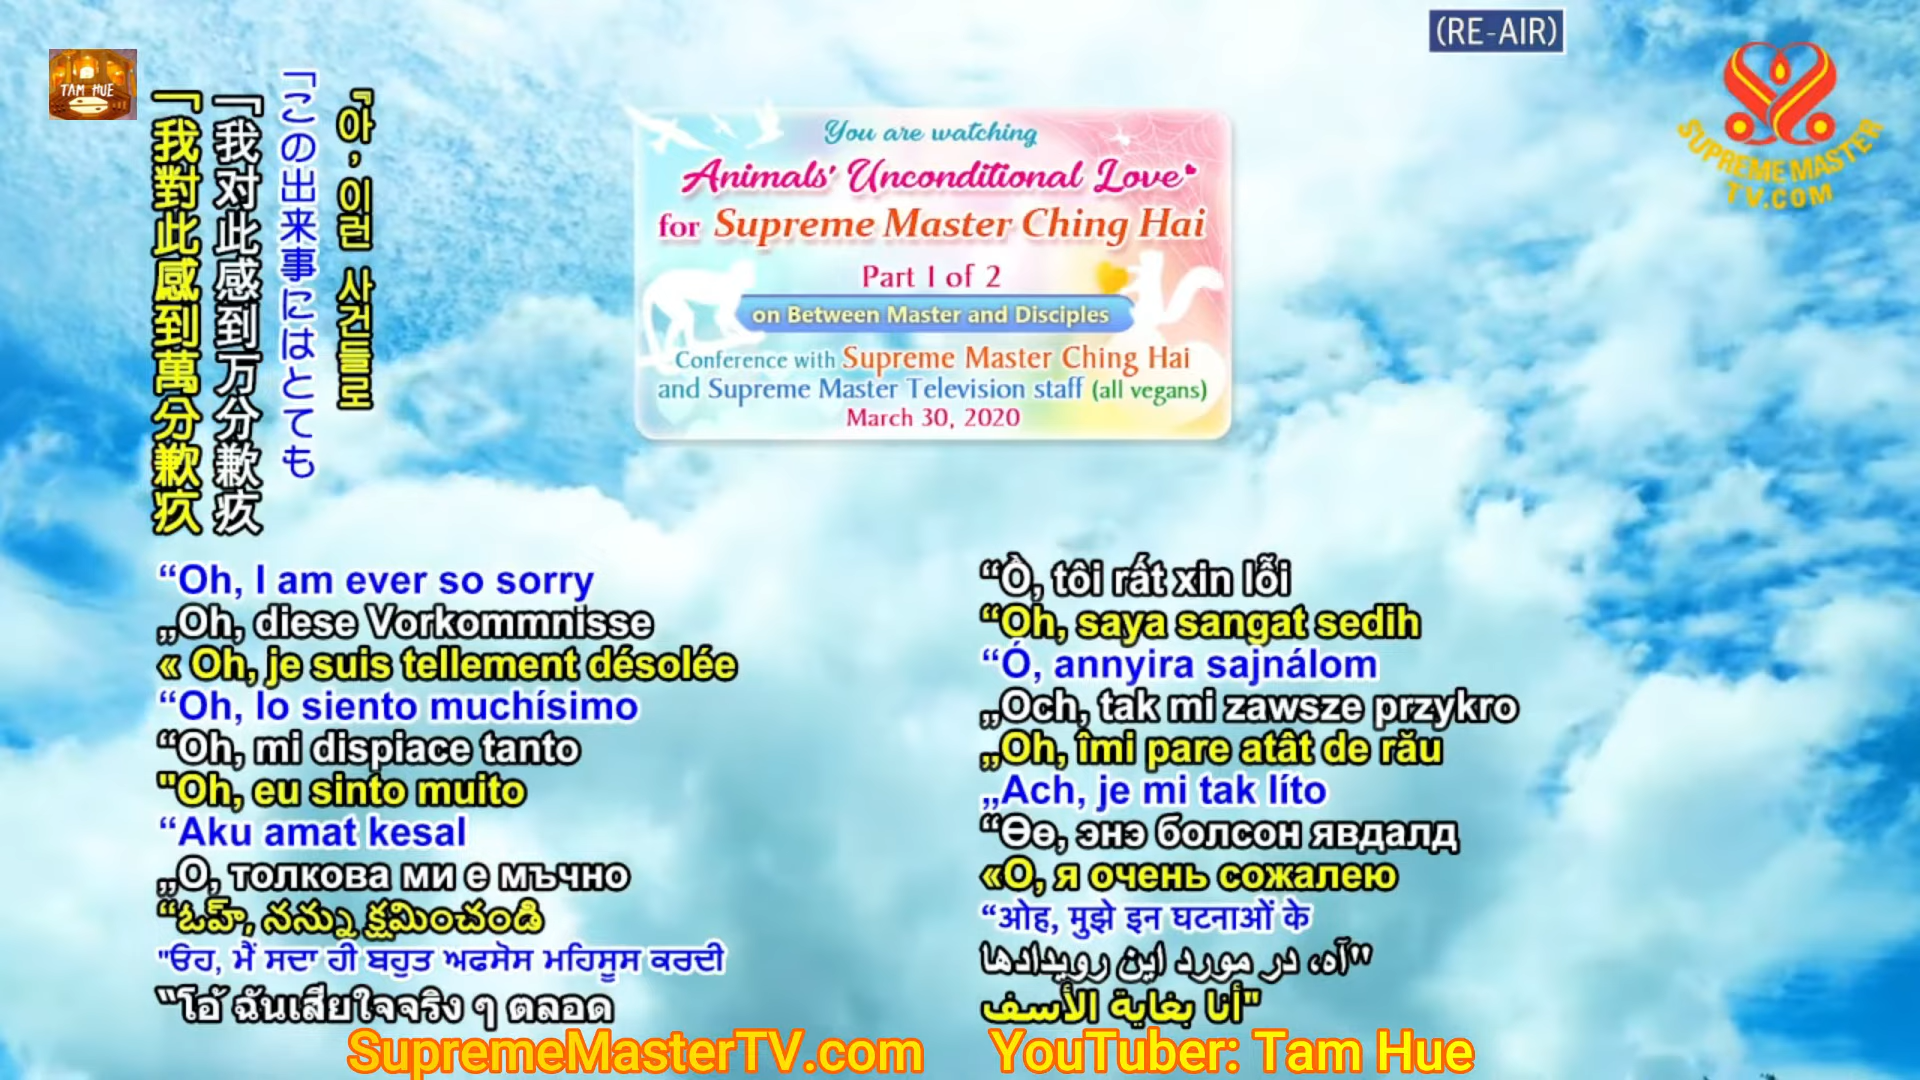 (RE-AIR)
TAM HUE
SUPREME MASTER
TV.COM
「我對此感到萬分歉疚
「我对此感到万分歉疚
「この出来事にはとても
『아, 이런 사건들로
You are watching
Animals' Unconditional Love
for Supreme Master Ching Hai
Part 1 of 2
on Between Master and Disciples
Conference with Supreme Master Ching Hai
and Supreme Master Television staff (all vegans)
March 30, 2020
“Oh, I am ever so sorry
„Oh, diese Vorkommnisse
« Oh, je suis tellement désolée
“Oh, lo siento muchísimo
“Oh, mi dispiace tanto
"Oh, eu sinto muito
“Aku amat kesal
„О, толкова ми е мъчно
“ఓహ్, నన్ను క్షమించండి
"ਓਹ, ਮੈਂ ਸਦਾ ਹੀ ਬਹੁਤ ਅਫਸੋਸ ਮਹਿਸੂਸ ਕਰਦੀ
“โอ้ ฉันเสียใจจริง ๆ ตลอด
“Ồ, tôi rất xin lỗi
“Oh, saya sangat sedih
“Ó, annyira sajnálom
„Och, tak mi zawsze przykro
„Oh, îmi pare atât de rău
„Ach, je mi tak líto
“Өө, энэ болсон явдалд
«О, я очень сожалею
“ओह, मुझे इन घटनाओं के
"آه، در مورد این رویدادها
"أنا بغاية الأسف
SupremeMasterTV.com
YouTuber: Tam Hue